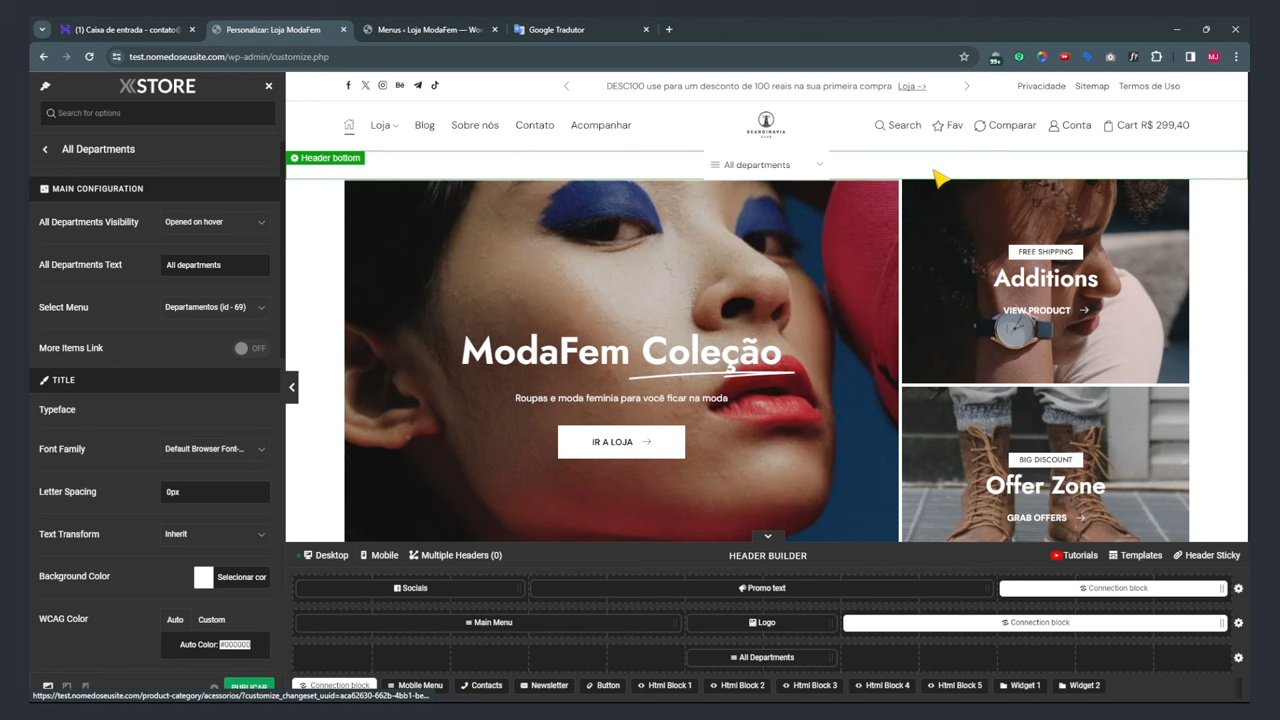 (1) Caixa de entrada - contato@
Personalizar: Loja ModaFem
Menus ‹ Loja ModaFem — Wor
Google Tradutor
test.nomedoseusite.com/wp-admin/customize.php
99+
f?
MJ
XSTORE
Search for options
All Departments
MAIN CONFIGURATION
All Departments Visibility
Opened on hover
All Departments Text
All departments
Select Menu
Departamentos (id - 69)
More Items Link
OFF
TITLE
Typeface
Font Family
Default Browser Font-...
Letter Spacing
0px
Text Transform
Inherit
Background Color
Selecionar cor
WCAG Color
Auto
Custom
Auto Color: #000000
PUBLICAR
https://test.nomedoseusite.com/product-category/acessorios/?customize_changeset_uuid=aca62630-662b-4bb1-be...
Bē
DESC100 use para um desconto de 100 reais na sua primeira compra Loja ->
Privacidade
Sitemap
Termos de Uso
Loja
Blog
Sobre nós
Contato
Acompanhar
SCANDINAVIA
CLUB
Search
Fav
Comparar
Conta
Cart R$ 299,40
Header bottom
All departments
ModaFem Coleção
Roupas e moda feminia para você ficar na moda
IR A LOJA
FREE SHIPPING
Additions
VIEW PRODUCT
BIG DISCOUNT
Offer Zone
GRAB OFFERS
Desktop
Mobile
Multiple Headers (0)
HEADER BUILDER
Tutorials
Templates
Header Sticky
Socials
Promo text
Connection block
Main Menu
Logo
Connection block
All Departments
Connection block
Mobile Menu
Contacts
Newsletter
Button
Html Block 1
Html Block 2
Html Block 3
Html Block 4
Html Block 5
Widget 1
Widget 2